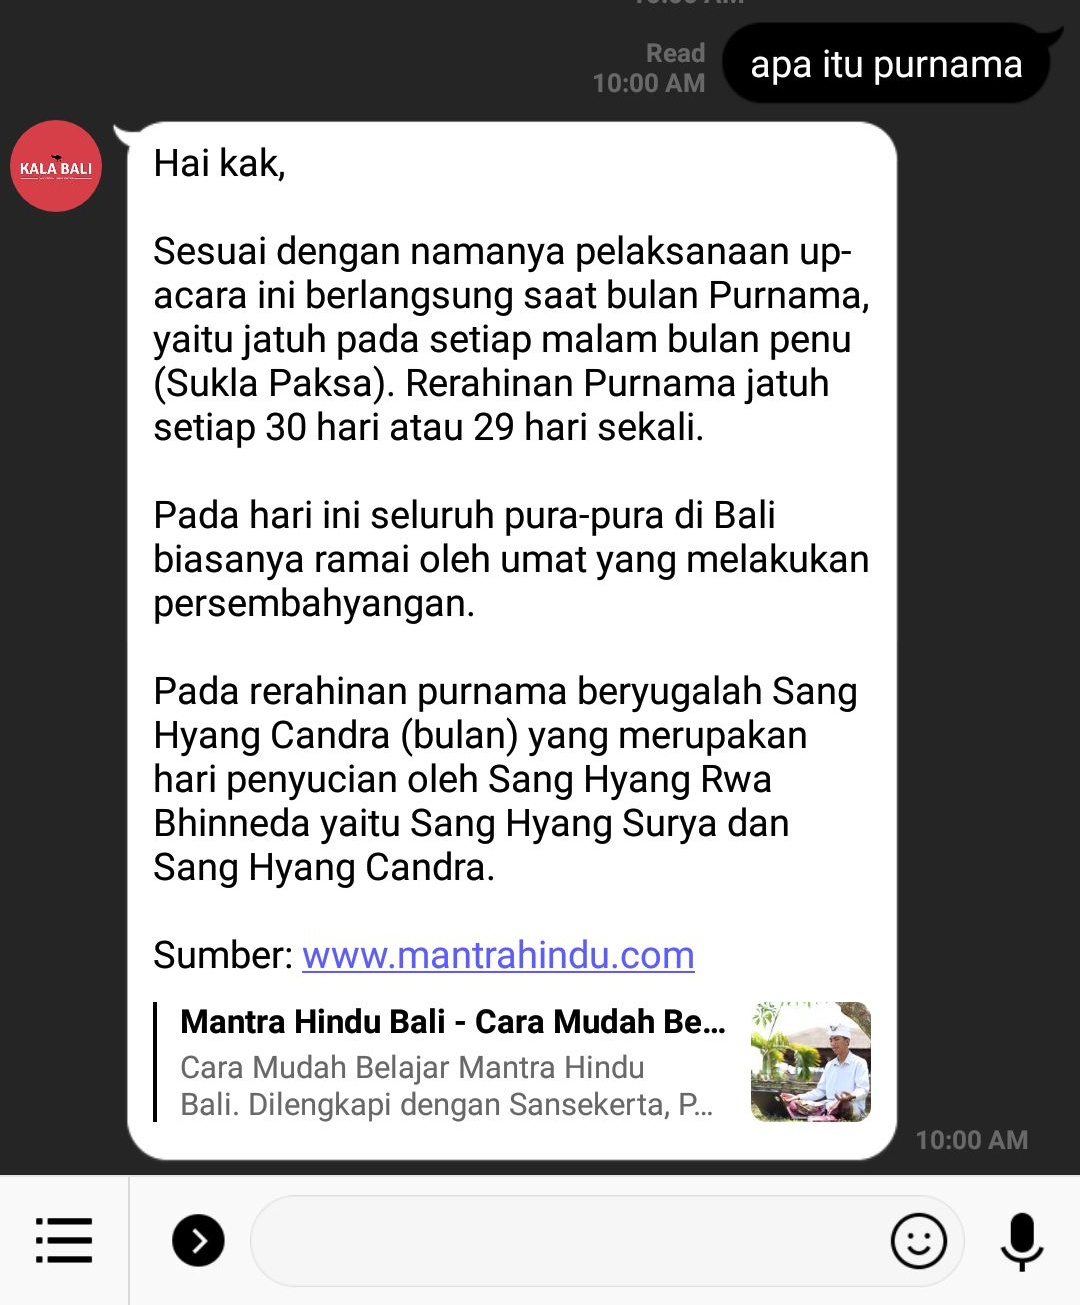 Read
10:00 AM
apa itu purnama
KALA BALI
Hai kak,
Sesuai dengan namanya pelaksanaan up-
acara ini berlangsung saat bulan Purnama,
yaitu jatuh pada setiap malam bulan penu
(Sukla Paksa). Rerahinan Purnama jatuh
setiap 30 hari atau 29 hari sekali.
Pada hari ini seluruh pura-pura di Bali
biasanya ramai oleh umat yang melakukan
persembahyangan.
Pada rerahinan purnama beryugalah Sang
Hyang Candra (bulan) yang merupakan
hari penyucian oleh Sang Hyang Rwa
Bhinneda yaitu Sang Hyang Surya dan
Sang Hyang Candra.
Sumber: www.mantrahindu.com
Mantra Hindu Bali - Cara Mudah Be...
Cara Mudah Belajar Mantra Hindu
Bali. Dilengkapi dengan Sansekerta, P...
10:00 AM